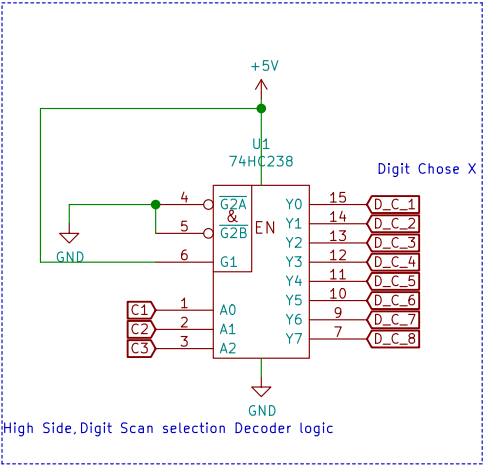 +5V
U1
74HC238
Digit Chose X
4 G2A Y0 15 D_C_1
& EN Y1 14 D_C_2
5 G2B Y2 13 D_C_3
6 G1 Y3 12 D_C_4
GND
Y4 11 D_C_5
Y5 10 D_C_6
C1 1 A0 Y6 9 D_C_7
C2 2 A1 Y7 7 D_C_8
C3 3 A2
GND
High Side,Digit Scan selection Decoder logic